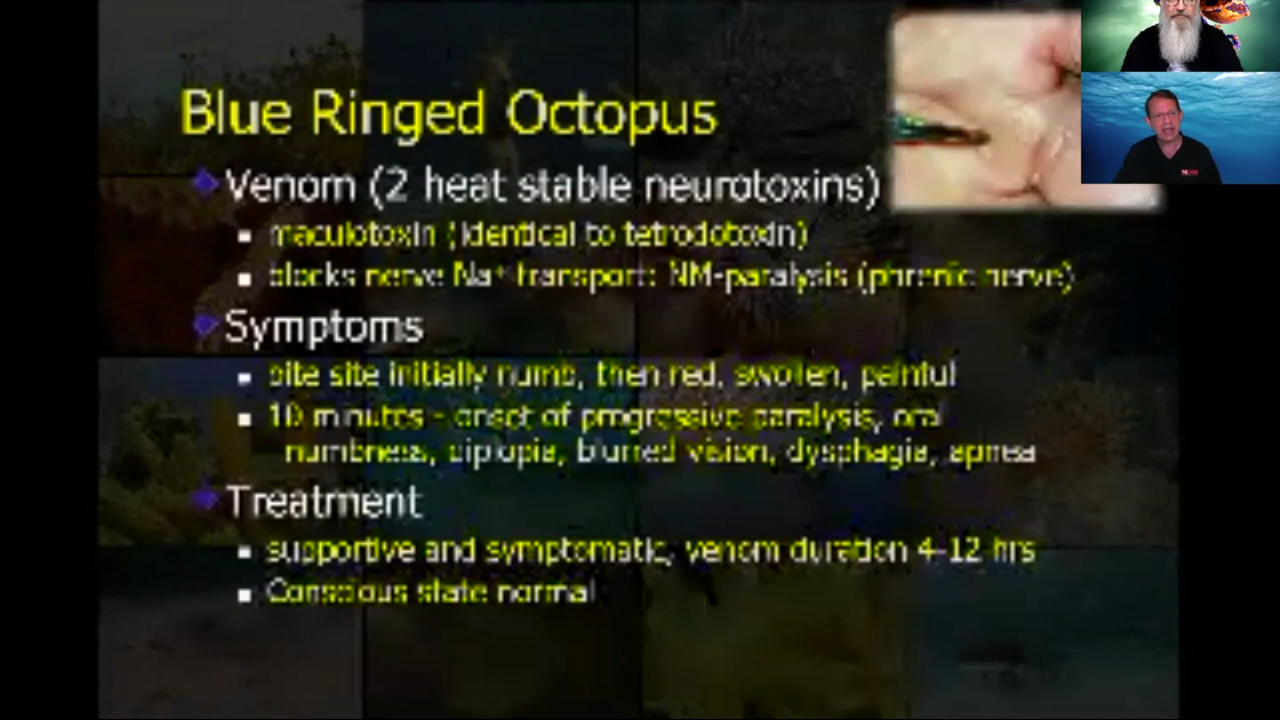 Blue Ringed Octopus
Venom (2 heat stable neurotoxins)
maculotoxin (identical to tetrodotoxin)
blocks nerve Na+ transport: NM-paralysis (phrenic nerve)
Symptoms
bite site initially numb, then red, swollen, painful
10 minutes - onset of progressive paralysis, oral
numbness, diplopia, blurred vision, dysphagia, apnea
Treatment
supportive and symptomatic, venom duration 4-12 hrs
Conscious state normal